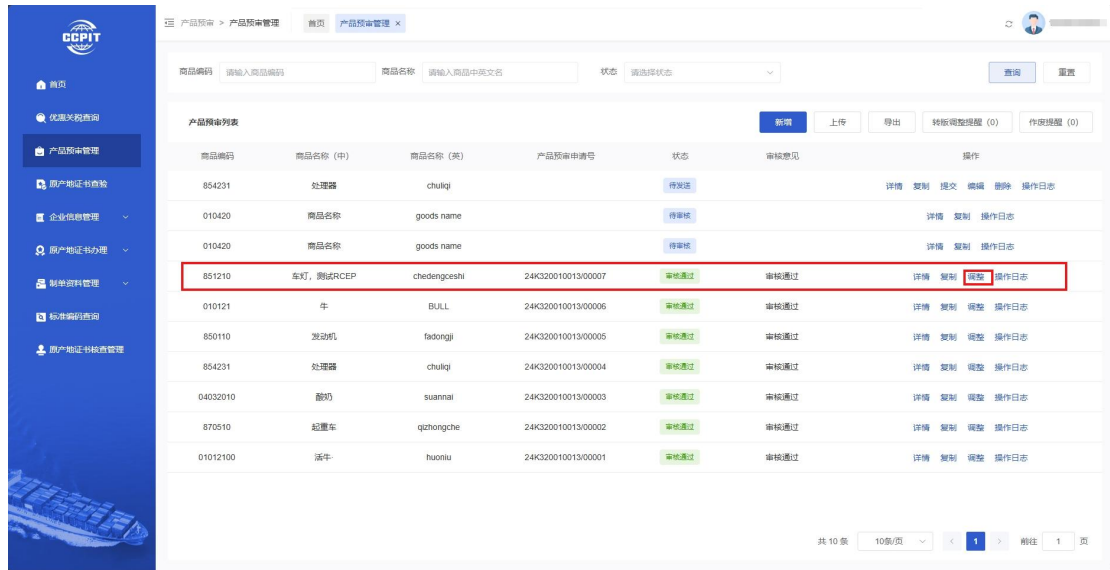 CCPIT
首页
优惠关税查询
产品预审管理
原产地证书查验
企业信息管理
原产地证书办理
制单资料管理
标准编码查询
原产地证书核查管理
产品预审 > 产品预审管理 首页 产品预审管理 ×
商品编码 请输入商品编码 商品名称 请输入商品中英文名 状态 请选择状态 查询 重置
产品预审列表 新增 上传 导出 转版调整提醒 (0) 作废提醒 (0)
商品编码 商品名称（中） 商品名称（英） 产品预审申请号 状态 审核意见 操作
854231 处理器 chuliqi 待发送 详情 复制 提交 编辑 删除 操作日志
010420 商品名称 goods name 待审核 详情 复制 操作日志
010420 商品名称 goods name 待审核 详情 复制 操作日志
851210 车灯，测试RCEP chedengceshi 24K320010013/00007 审核通过 审核通过 详情 复制 调整 操作日志
010121 牛 BULL 24K320010013/00006 审核通过 审核通过 详情 复制 调整 操作日志
850110 发动机 fadongji 24K320010013/00005 审核通过 审核通过 详情 复制 调整 操作日志
854231 处理器 chuliqi 24K320010013/00004 审核通过 审核通过 详情 复制 调整 操作日志
04032010 酸奶 suannai 24K320010013/00003 审核通过 审核通过 详情 复制 调整 操作日志
870510 起重车 qizhongche 24K320010013/00002 审核通过 审核通过 详情 复制 调整 操作日志
01012100 活牛 huoniu 24K320010013/00001 审核通过 审核通过 详情 复制 调整 操作日志
共 10 条 10条/页 < 1 > 前往 1 页